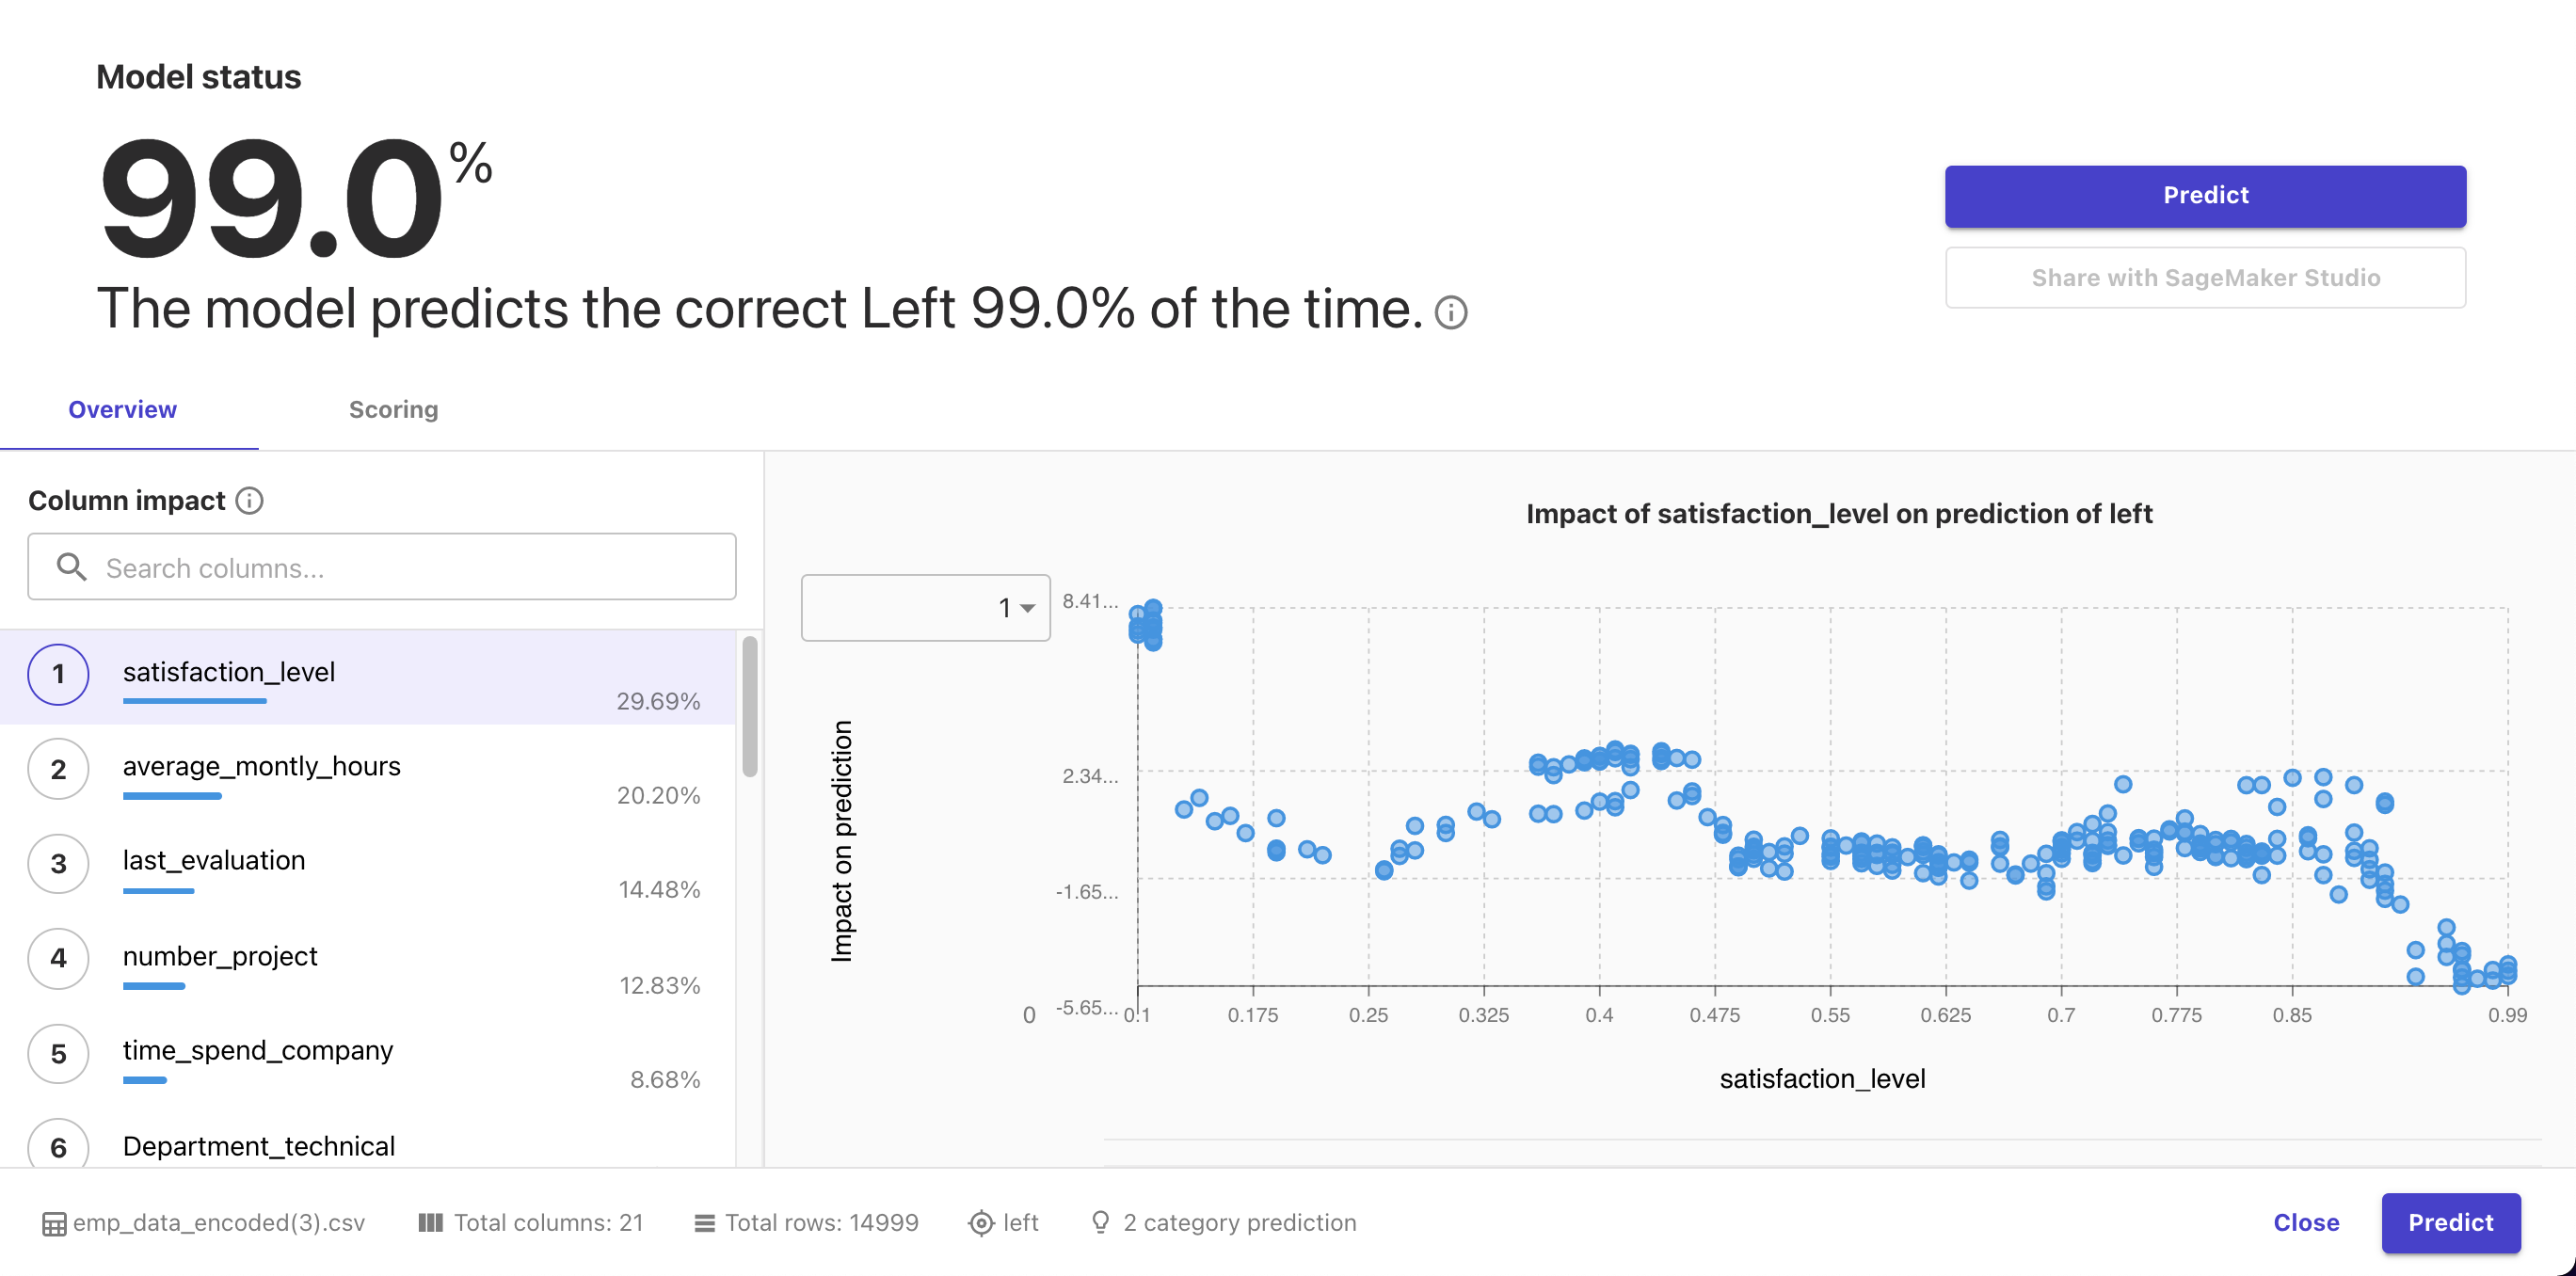 Model status
99.0%
The model predicts the correct Left 99.0% of the time.
Predict
Share with SageMaker Studio
Overview
Scoring
Column impact
Search columns...
1
satisfaction_level
29.69%
2
average_montly_hours
20.20%
3
last_evaluation
14.48%
4
number_project
12.83%
5
time_spend_company
8.68%
6
Department_technical
Impact of satisfaction_level on prediction of left
1
Impact on prediction
8.41...
2.34...
-1.65...
-5.65...
0
0.1
0.175
0.25
0.325
0.4
0.475
0.55
0.625
0.7
0.775
0.85
0.99
satisfaction_level
emp_data_encoded(3).csv
Total columns: 21
Total rows: 14999
left
2 category prediction
Close
Predict